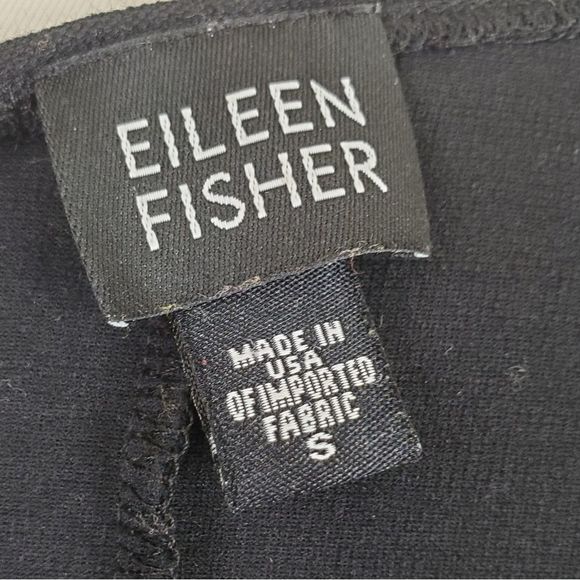 EILEEN
FISHER
MADE IN
USA
OF IMPORTED
FABRIC
S